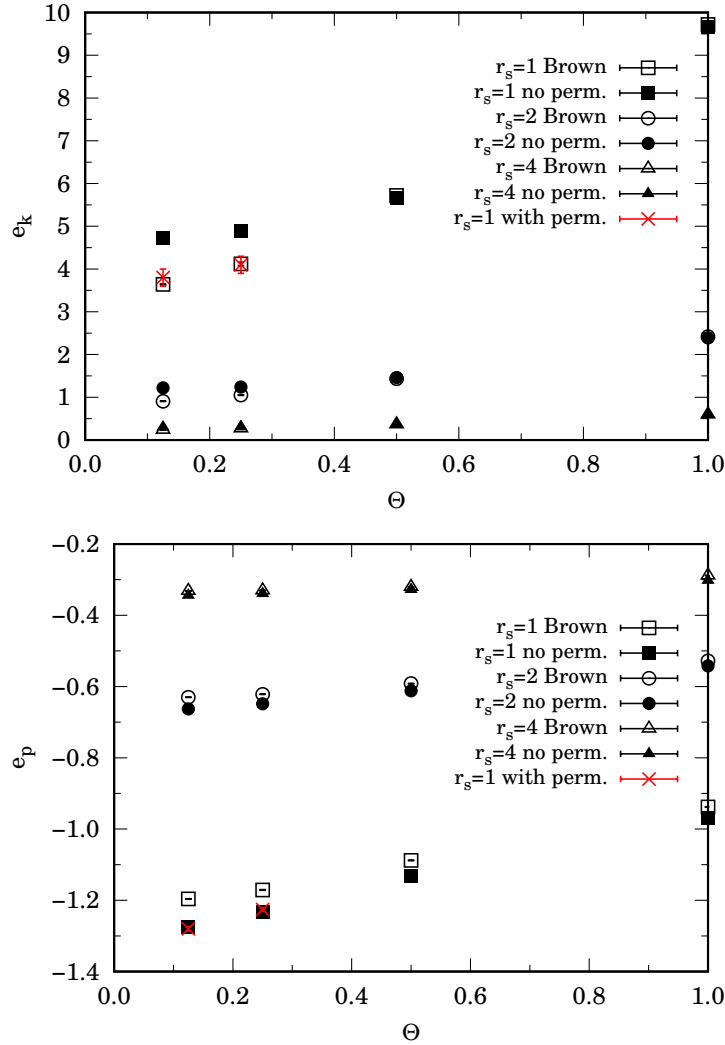 10
9
8
7
6
5
4
3
2
1
0
e_k
r_s=1 Brown
r_s=1 no perm.
r_s=2 Brown
r_s=2 no perm.
r_s=4 Brown
r_s=4 no perm.
r_s=1 with perm.
0.0 0.2 0.4 0.6 0.8 1.0
Θ
−0.2
−0.4
−0.6
−0.8
−1.0
−1.2
−1.4
e_p
r_s=1 Brown
r_s=1 no perm.
r_s=2 Brown
r_s=2 no perm.
r_s=4 Brown
r_s=4 no perm.
r_s=1 with perm.
0.0 0.2 0.4 0.6 0.8 1.0
Θ